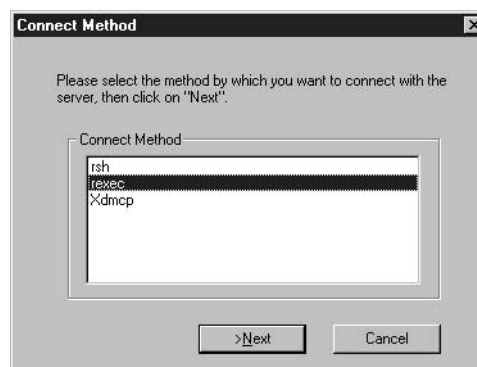 Connect Method
Please select the method by which you want to connect with the
server, then click on "Next".
Connect Method
rsh
rexec
Xdmcp
>Next
Cancel